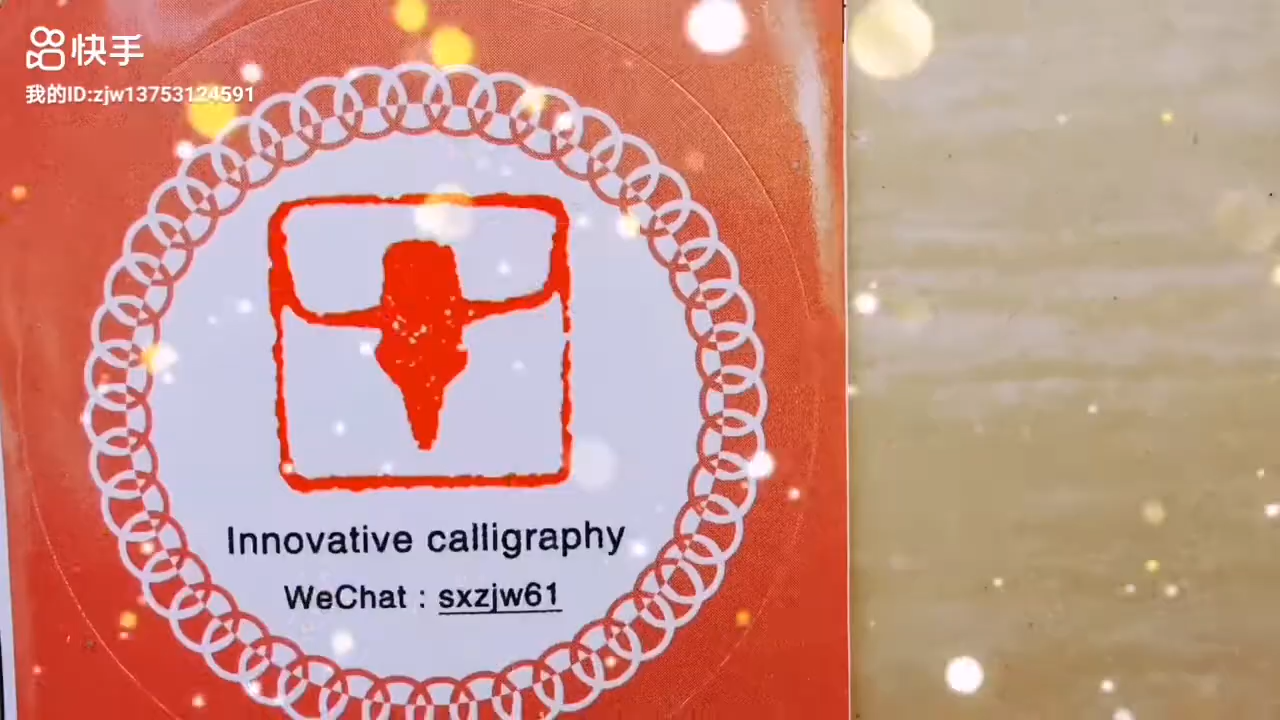 快手
我的ID:zjw13753124591
Innovative calligraphy
WeChat : sxzjw61